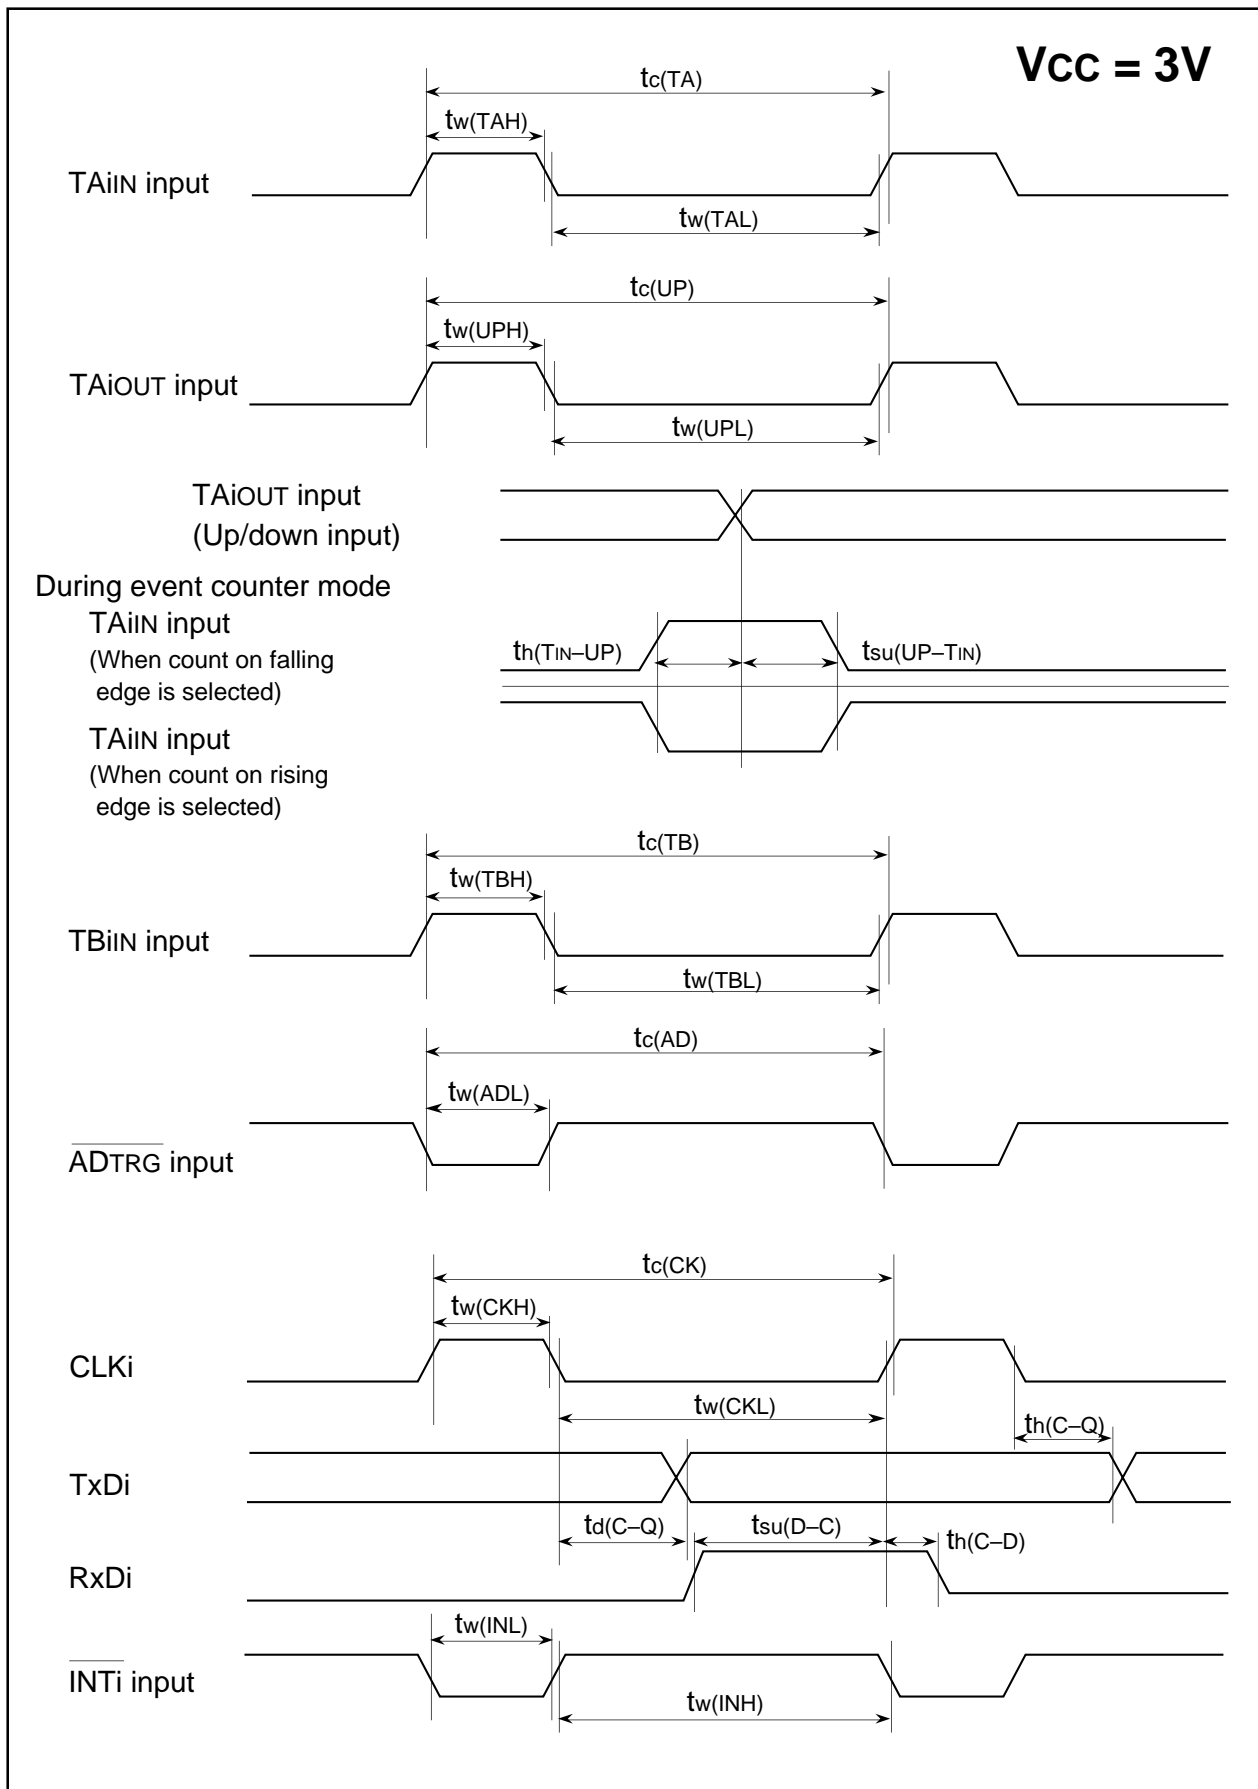 VCC = 3V
tc(TA)
tw(TAH)
TAiIN input
tw(TAL)
tc(UP)
tw(UPH)
TAiOUT input
tw(UPL)
TAiOUT input
(Up/down input)
During event counter mode
TAiIN input
(When count on falling
edge is selected)
th(TIN–UP)
tsu(UP–TIN)
TAiIN input
(When count on rising
edge is selected)
tc(TB)
tw(TBH)
TBiIN input
tw(TBL)
tc(AD)
tw(ADL)
ADTRG input
tc(CK)
tw(CKH)
CLKi
tw(CKL)
th(C–Q)
TxDi
td(C–Q)
tsu(D–C)
th(C–D)
RxDi
tw(INL)
INTi input
tw(INH)